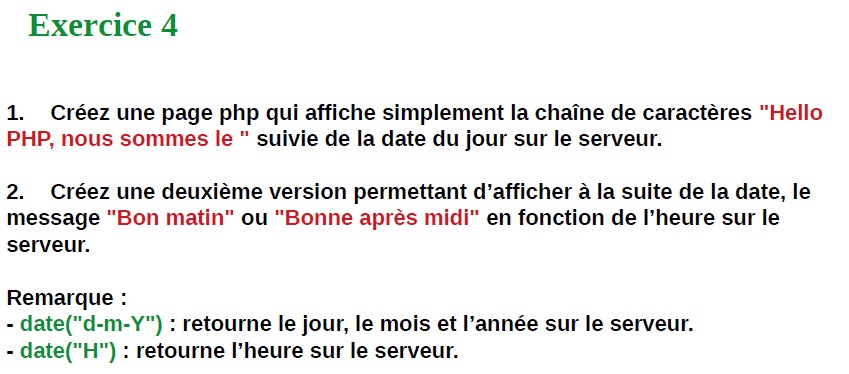 Exercice 4
1. Créez une page php qui affiche simplement la chaîne de caractères "Hello
PHP, nous sommes le " suivie de la date du jour sur le serveur.
2. Créez une deuxième version permettant d’afficher à la suite de la date, le
message "Bon matin" ou "Bonne après midi" en fonction de l’heure sur le
serveur.
Remarque :
- date("d-m-Y") : retourne le jour, le mois et l’année sur le serveur.
- date("H") : retourne l’heure sur le serveur.